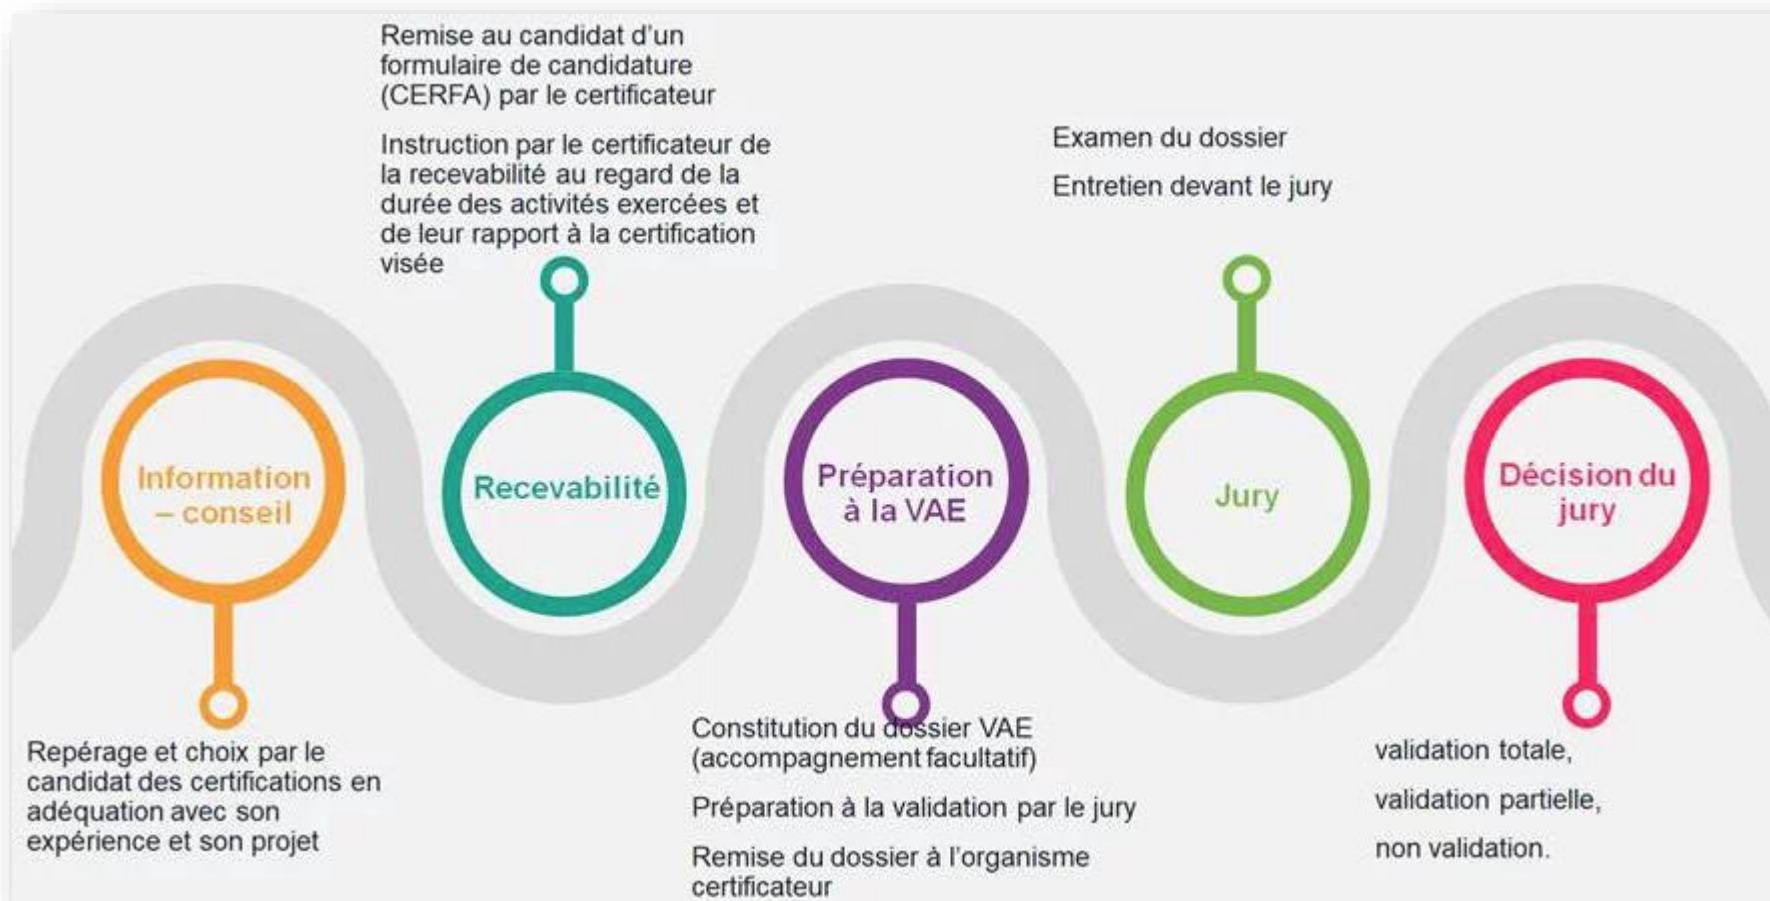 Remise au candidat d'un
formulaire de candidature
(CERFA) par le certificateur
Instruction par le certificateur de
la recevabilité au regard de la
durée des activités exercées et
de leur rapport à la certification
visée
Examen du dossier
Entretien devant le jury
Information
– conseil
Recevabilité
Préparation
à la VAE
Jury
Décision du
jury
Repérage et choix par le
candidat des certifications en
adéquation avec son
expérience et son projet
Constitution du dossier VAE
(accompagnement facultatif)
Préparation à la validation par le jury
Remise du dossier à l'organisme
certificateur
validation totale,
validation partielle,
non validation.